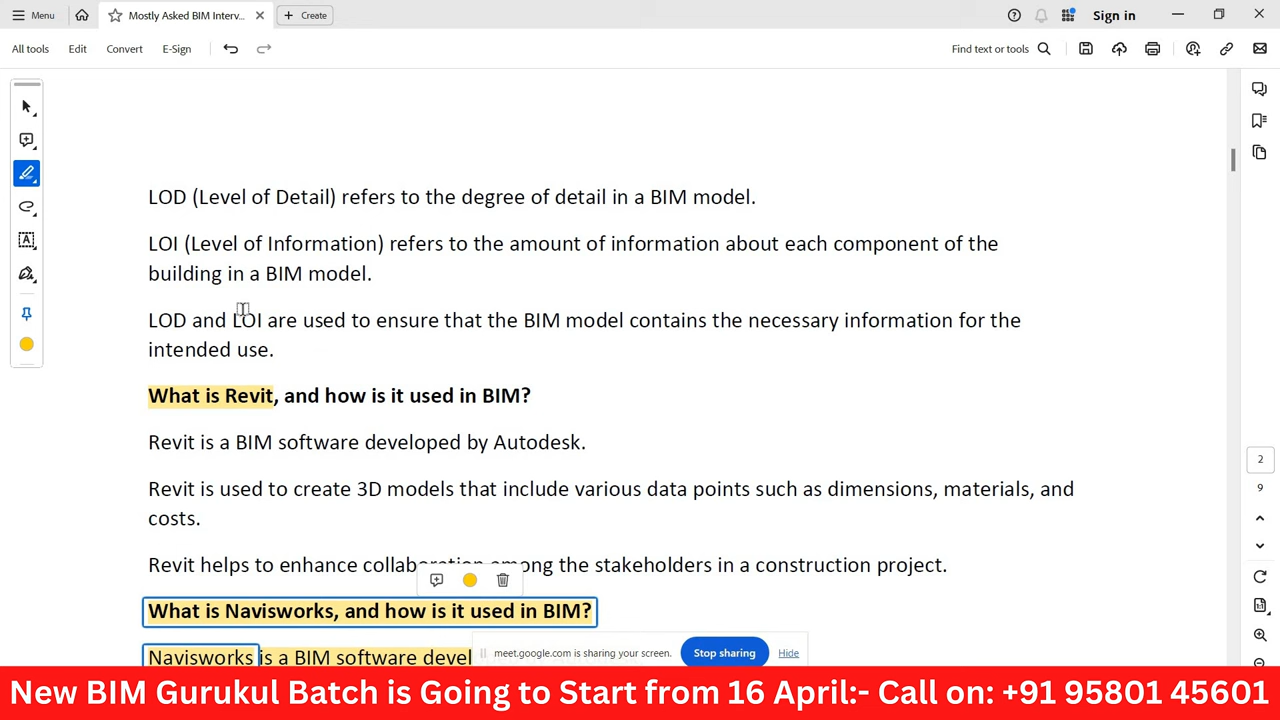 Menu
Mostly Asked BIM Interv...
Create
Sign in
All tools
Edit
Convert
E-Sign
Find text or tools
LOD (Level of Detail) refers to the degree of detail in a BIM model.
LOI (Level of Information) refers to the amount of information about each component of the
building in a BIM model.
LOD and LOI are used to ensure that the BIM model contains the necessary information for the
intended use.
What is Revit, and how is it used in BIM?
Revit is a BIM software developed by Autodesk.
Revit is used to create 3D models that include various data points such as dimensions, materials, and
costs.
Revit helps to enhance collaboration among the stakeholders in a construction project.
What is Navisworks, and how is it used in BIM?
Navisworks is a BIM software devel
meet.google.com is sharing your screen.
Stop sharing
Hide
2
9
New BIM Gurukul Batch is Going to Start from 16 April:- Call on: +91 95801 45601